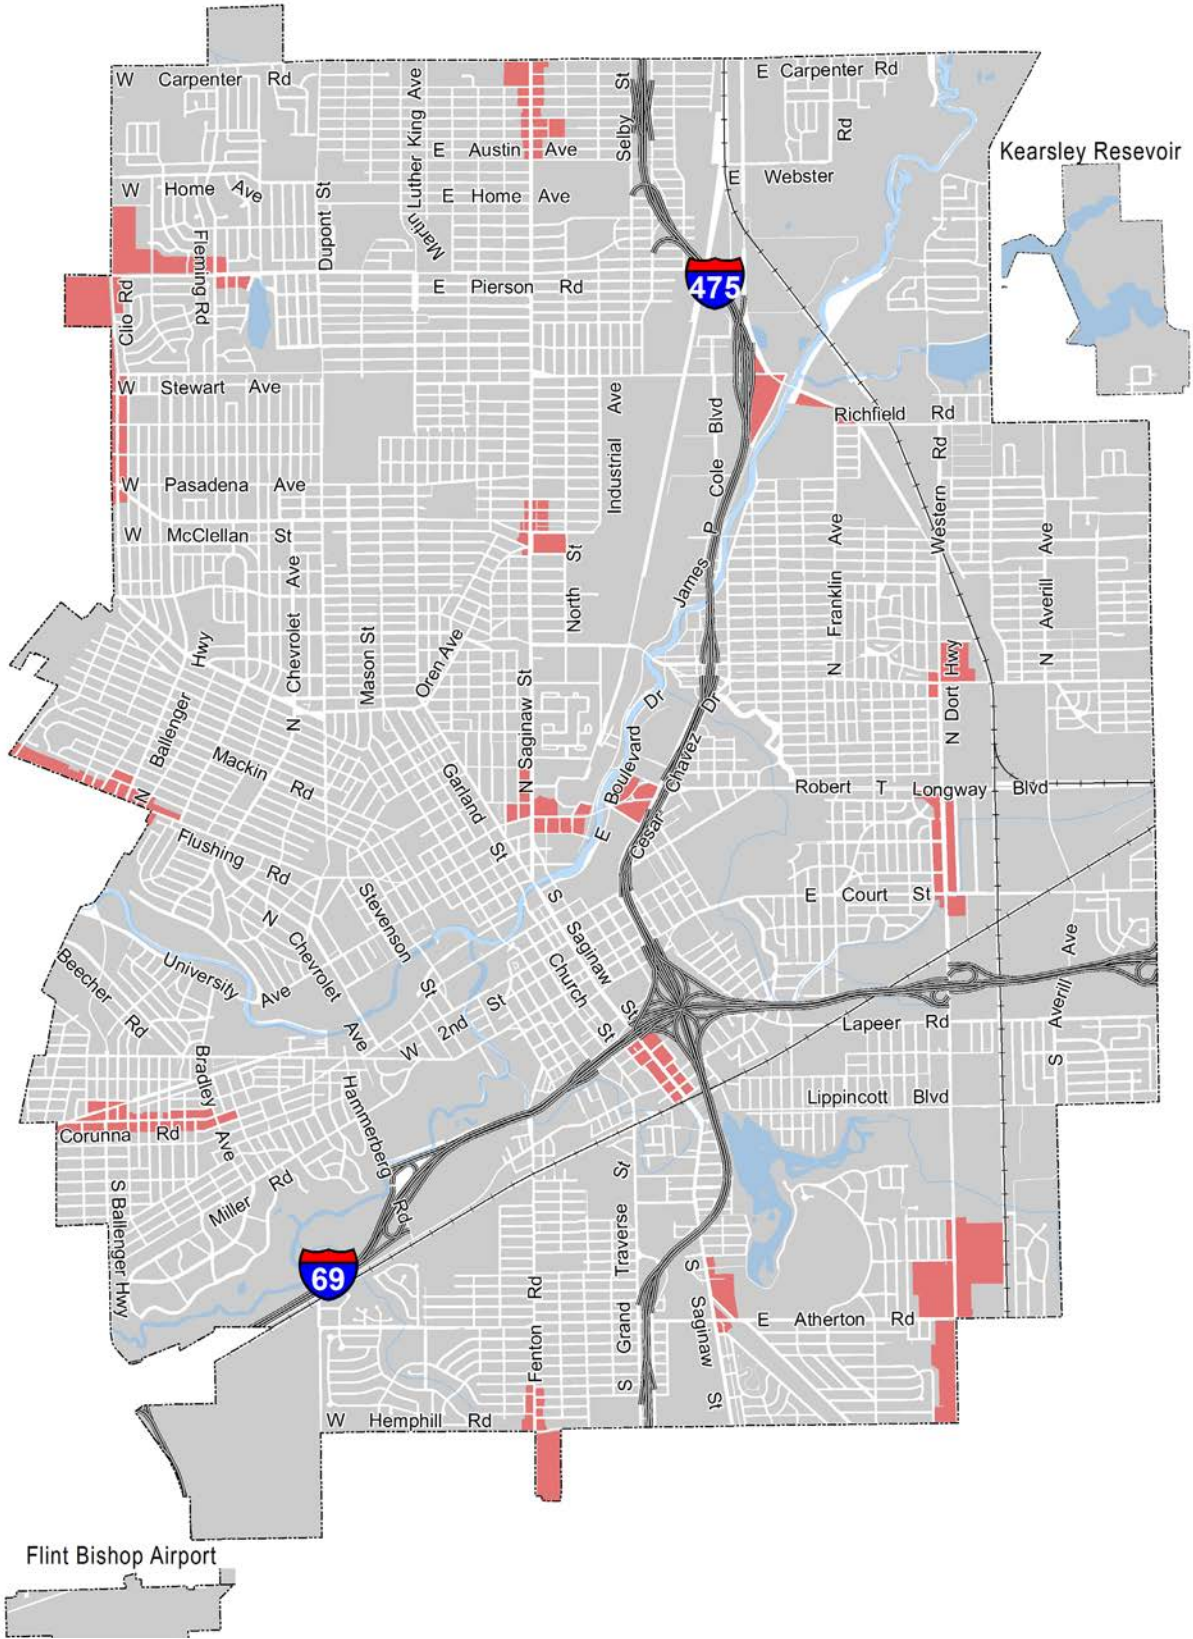 W Carpenter Rd
E Carpenter Rd
Martin Luther King Ave
Selby St
Rd
E Austin Ave
Kearsley Resevoir
W Home Ave
Dupont St
E Home Ave
E Webster
Fleming Rd
Clio Rd
E Pierson Rd
475
W Stewart Ave
Industrial Ave
James P Cole Blvd
Richfield Rd
W Pasadena Ave
Western Rd
W McClellan St
North St
N Franklin Ave
N Averill Ave
N Chevrolet Ave
Mason St
Oren Ave
N Ballenger Hwy
N Saginaw St
N Dort Hwy
E Boulevard Dr
Cesar Chavez Dr
Mackin Rd
Garland St
Robert T Longway Blvd
Flushing Rd
Stevenson St
E Court St
N Chevrolet Ave
S Saginaw St
Church St
University Ave
Beecher Rd
W 2nd St
S Averill Ave
Lapeer Rd
Bradley Ave
Hammerberg Rd
Lippincott Blvd
Corunna Rd
Miller Rd
S Ballenger Hwy
S Grand Traverse St
69
Fenton Rd
S Saginaw St
E Atherton Rd
W Hemphill Rd
Flint Bishop Airport